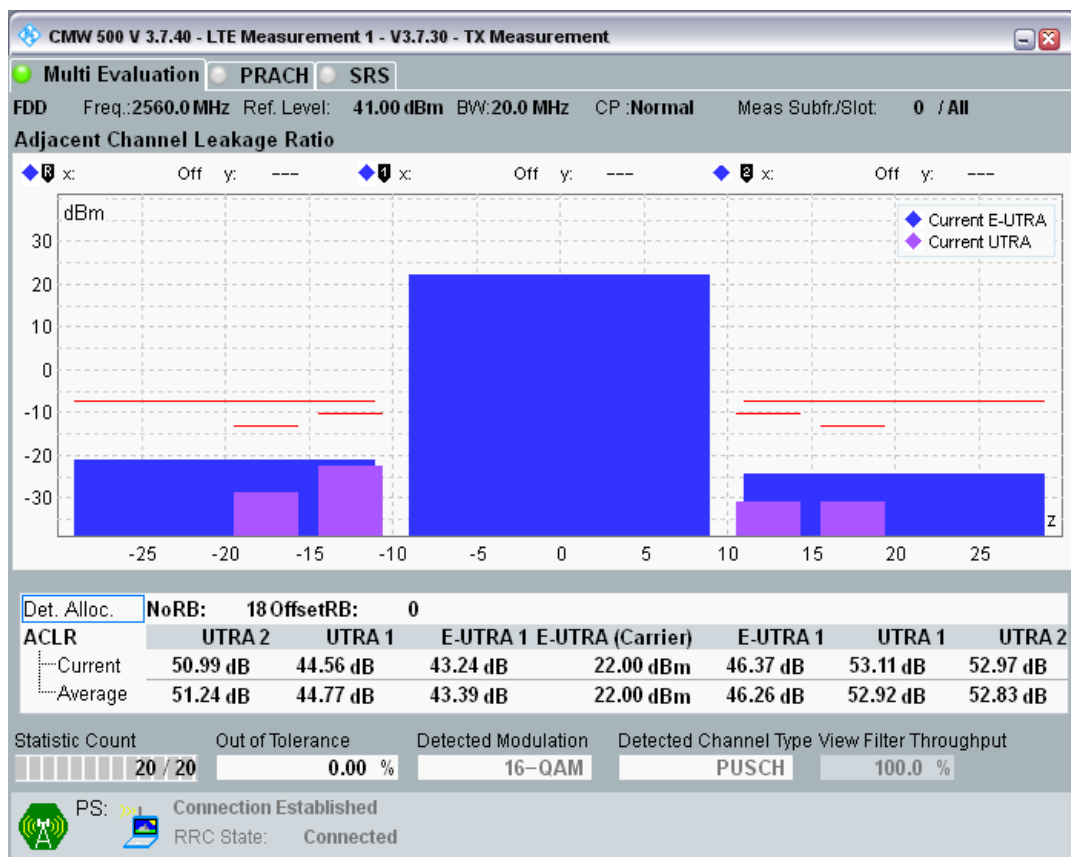 CMW 500 V 3.7.40 - LTE Measurement 1 - V3.7.30 - TX Measurement
Multi Evaluation PRACH SRS
FDD Freq.:2560.0 MHz Ref. Level: 41.00 dBm BW:20.0 MHz CP :Normal Meas Subfr./Slot: 0 / All
Adjacent Channel Leakage Ratio
R x: Off y: --- 1 x: Off y: --- 2 x: Off y: ---
dBm
Current E-UTRA
Current UTRA
30
20
10
0
-10
-20
-30
z
-25 -20 -15 -10 -5 0 5 10 15 20 25
Det. Alloc. NoRB: 18 OffsetRB: 0
ACLR UTRA 2 UTRA 1 E-UTRA 1 E-UTRA (Carrier) E-UTRA 1 UTRA 1 UTRA 2
Current 50.99 dB 44.56 dB 43.24 dB 22.00 dBm 46.37 dB 53.11 dB 52.97 dB
Average 51.24 dB 44.77 dB 43.39 dB 22.00 dBm 46.26 dB 52.92 dB 52.83 dB
Statistic Count Out of Tolerance Detected Modulation Detected Channel Type View Filter Throughput
20 / 20 0.00 % 16-QAM PUSCH 100.0 %
PS: Connection Established
RRC State: Connected